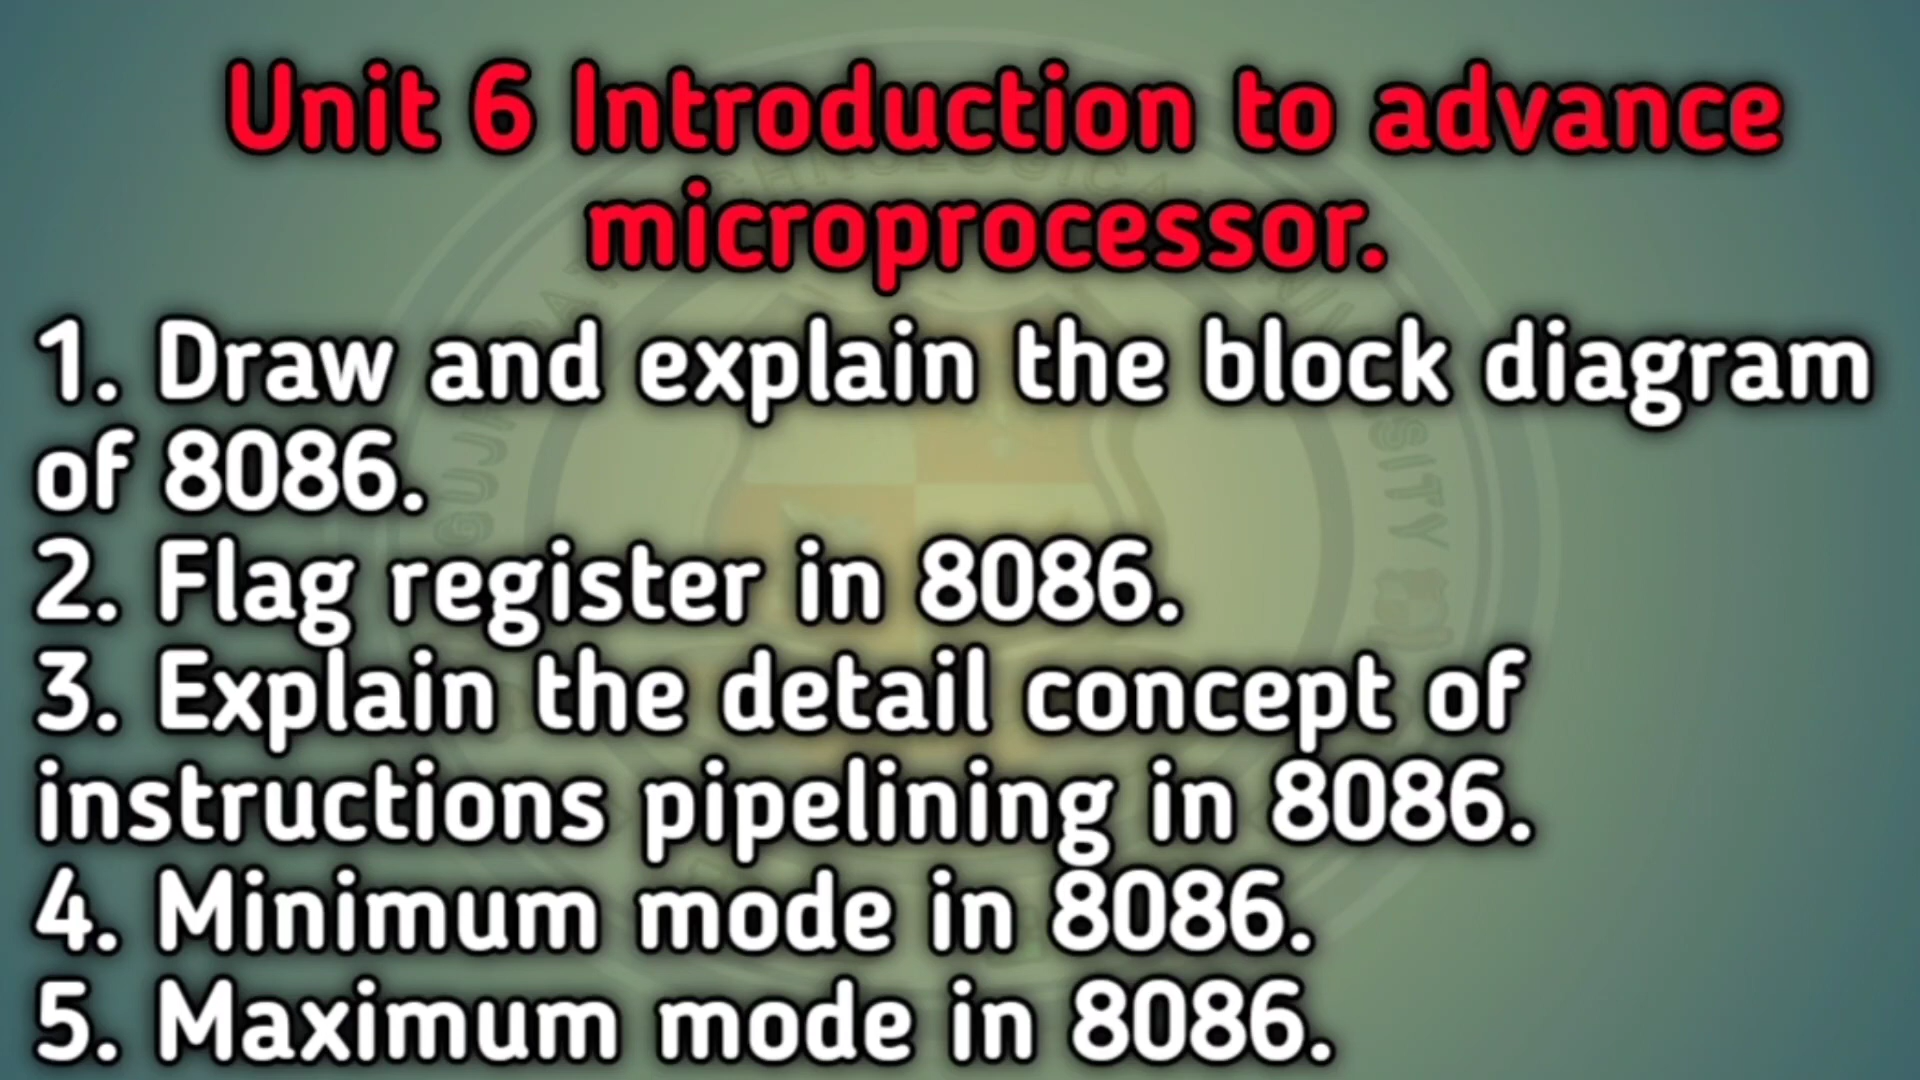 Unit 6 Introduction to advance
microprocessor.
1. Draw and explain the block diagram
of 8086.
2. Flag register in 8086.
3. Explain the detail concept of
instructions pipelining in 8086.
4. Minimum mode in 8086.
5. Maximum mode in 8086.